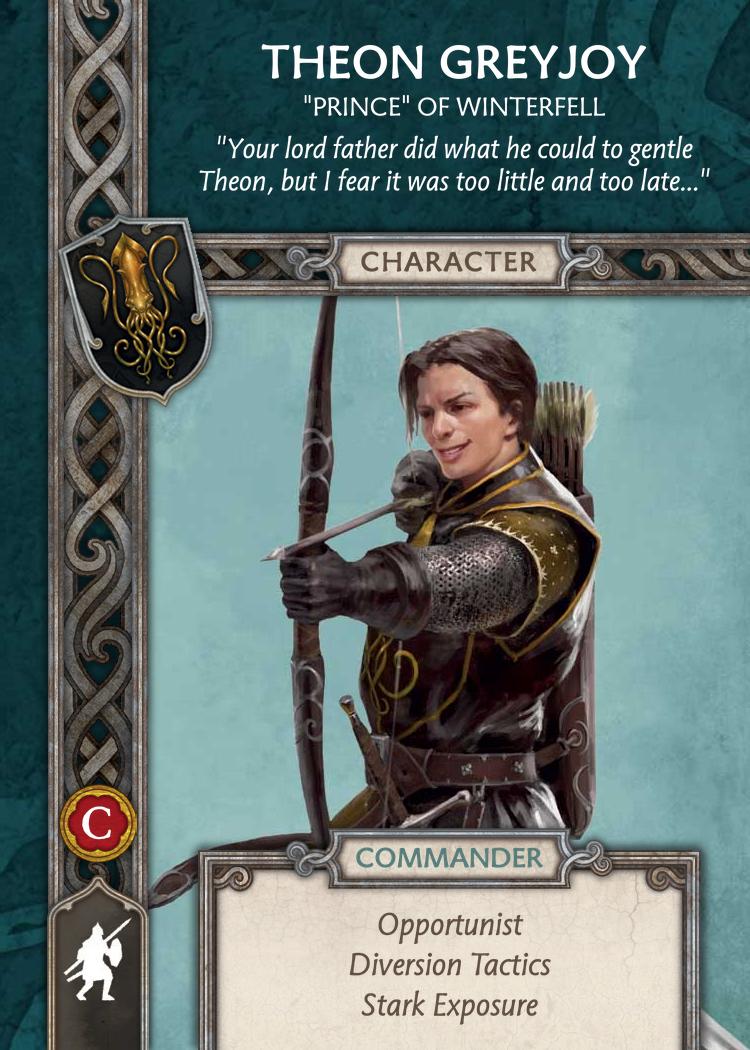 THEON GREYJOY
"PRINCE" OF WINTERFELL
"Your lord father did what he could to gentle
Theon, but I fear it was too little and too late..."
CHARACTER
C
COMMANDER
Opportunist
Diversion Tactics
Stark Exposure